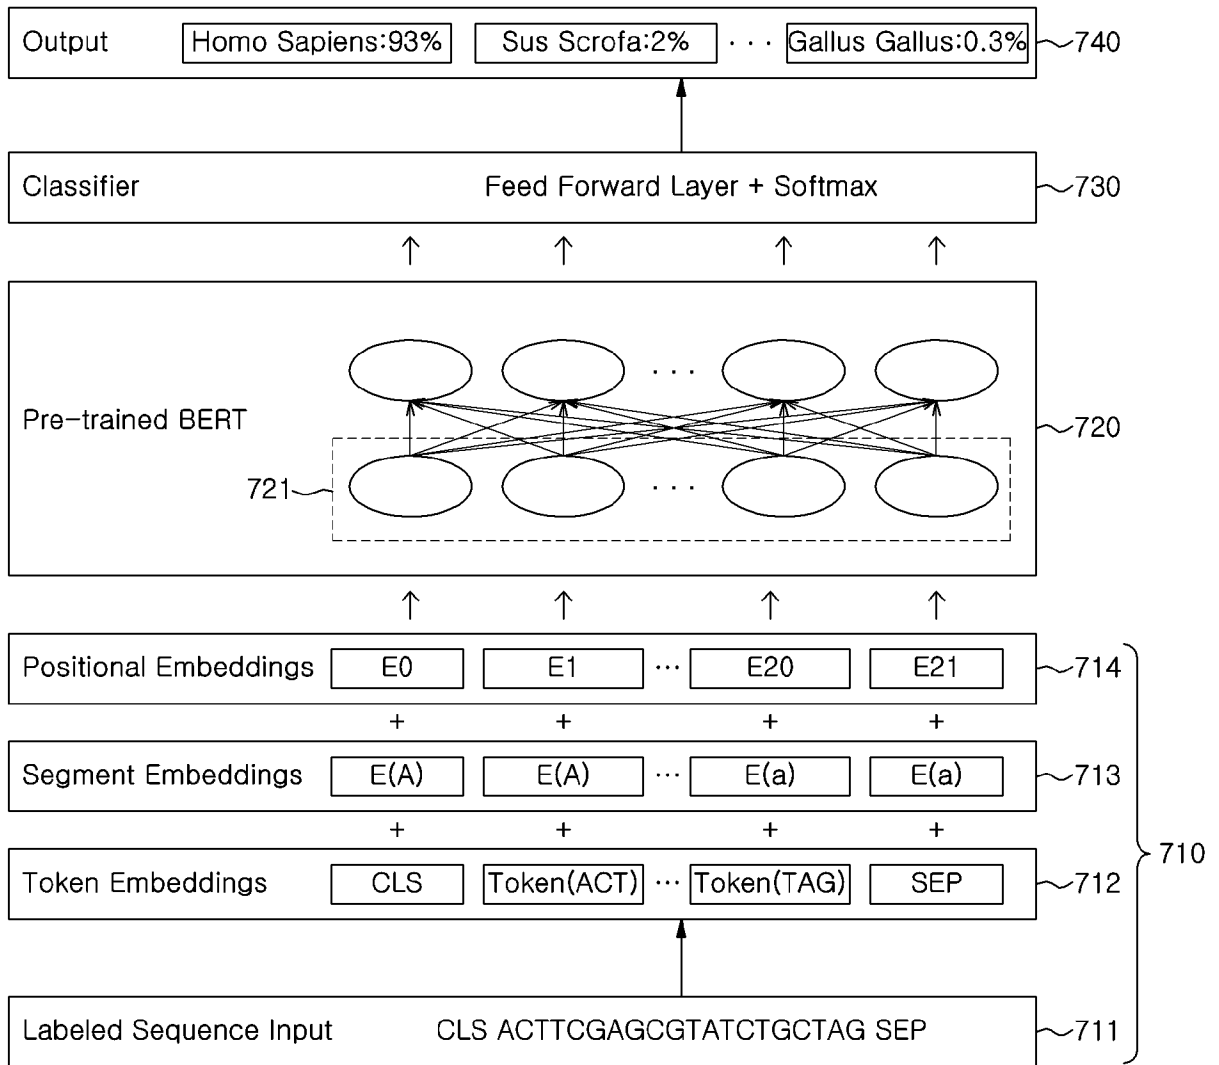 Output Homo Sapiens:93% Sus Scrofa:2% · · · Gallus Gallus:0.3% 740
Classifier Feed Forward Layer + Softmax 730
· · ·
Pre-trained BERT 720
721 · · ·
Positional Embeddings E0 E1 ··· E20 E21 714
+ + + +
Segment Embeddings E(A) E(A) ··· E(a) E(a) 713
+ + + +
710
Token Embeddings CLS Token(ACT) ··· Token(TAG) SEP 712
Labeled Sequence Input CLS ACTTCGAGCGTATCTGCTAG SEP 711